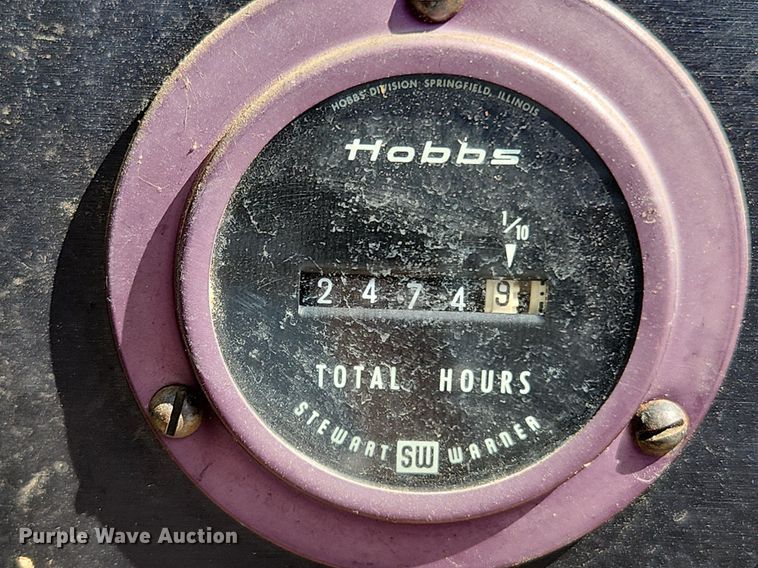 HOBBS DIVISION SPRINGFIELD, ILLINOIS
Hobbs
1/10
2 4 7 4 9
TOTAL HOURS
STEWART SW WARNER
Purple Wave Auction